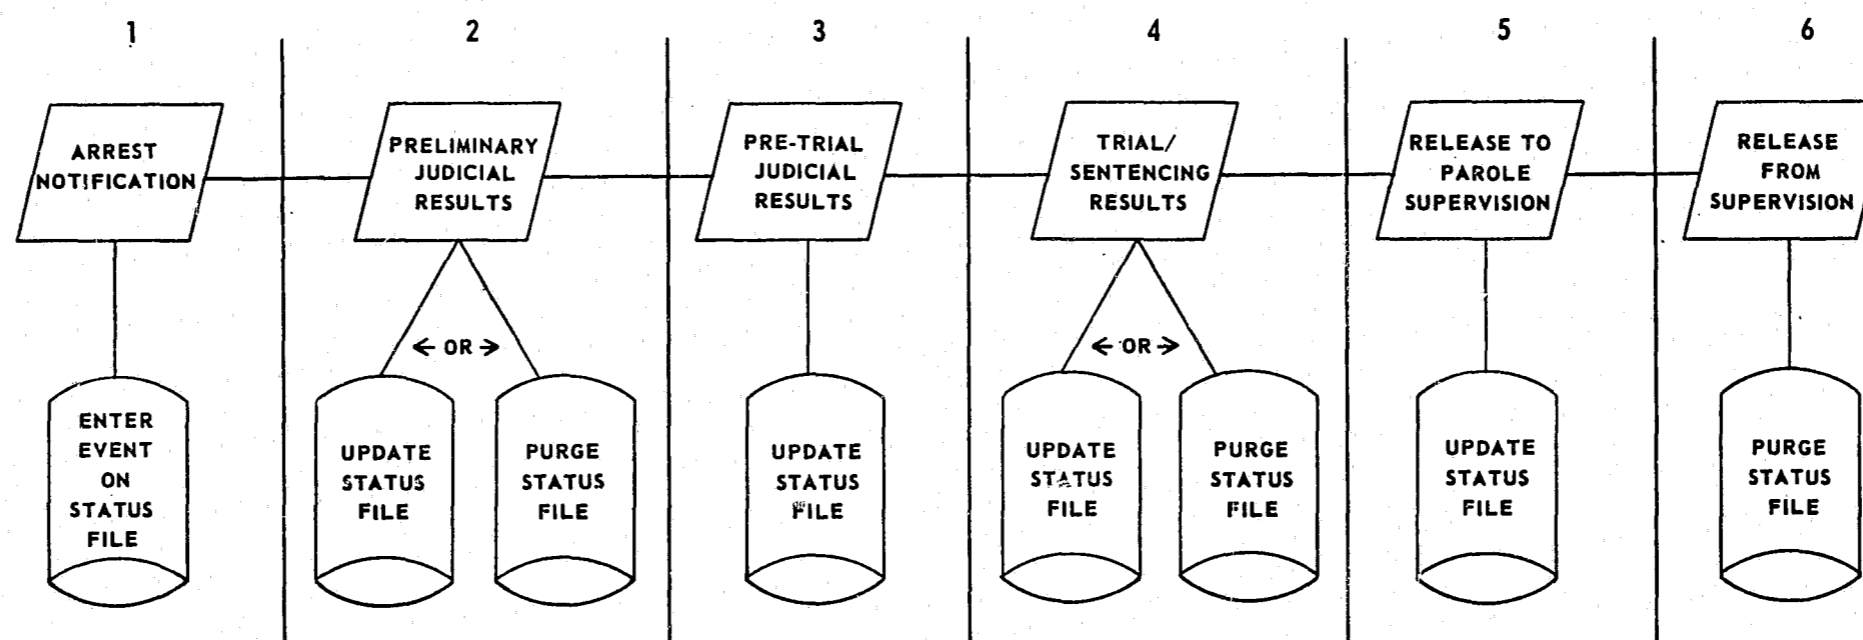 1
2
3
4
5
6
ARREST
NOTIFICATION
PRELIMINARY
JUDICIAL
RESULTS
PRE-TRIAL
JUDICIAL
RESULTS
TRIAL/
SENTENCING
RESULTS
RELEASE TO
PAROLE
SUPERVISION
RELEASE
FROM
SUPERVISION
← OR →
← OR →
ENTER
EVENT
ON
STATUS
FILE
UPDATE
STATUS
FILE
PURGE
STATUS
FILE
UPDATE
STATUS
FILE
UPDATE
STATUS
FILE
PURGE
STATUS
FILE
UPDATE
STATUS
FILE
PURGE
STATUS
FILE